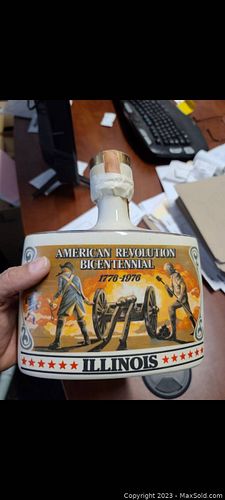 AMERICAN REVOLUTION
BICENTENNIAL
1776-1976
ILLINOIS
Copyright © 2023 - MaxSold.com